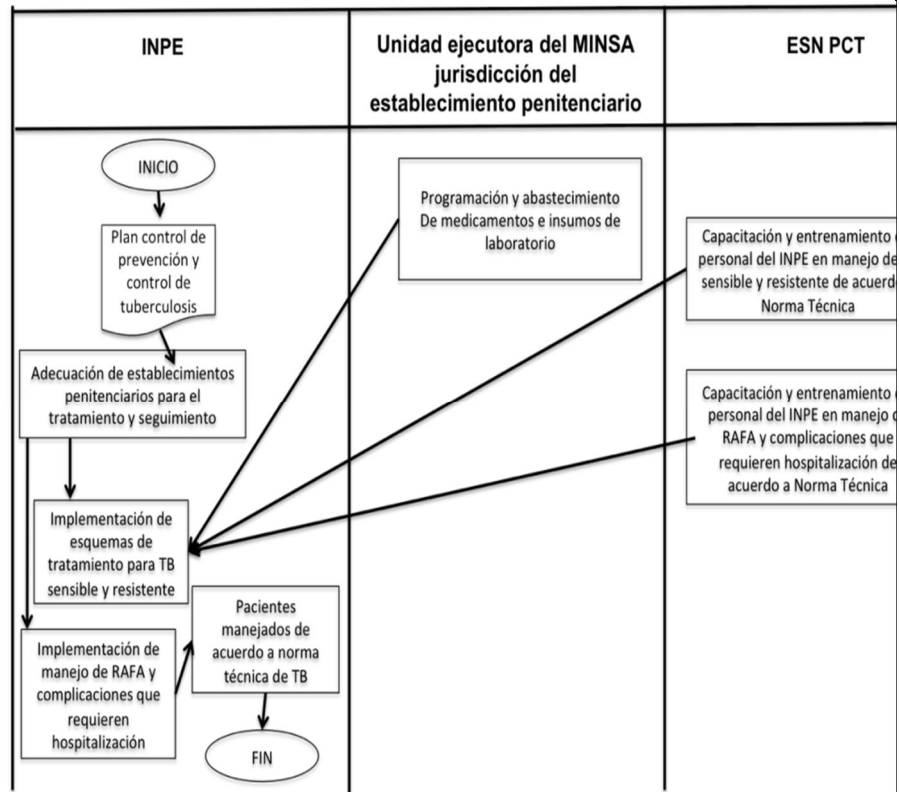 INPE
Unidad ejecutora del MINSA
jurisdicción del
establecimiento penitenciario
ESN PCT
INICIO
Plan control de
prevención y
control de
tuberculosis
Adecuación de establecimientos
penitenciarios para el
tratamiento y seguimiento
Implementación de
esquemas de
tratamiento para TB
sensible y resistente
Implementación de
manejo de RAFA y
complicaciones que
requieren
hospitalización
Pacientes
manejados de
acuerdo a norma
técnica de TB
FIN
Programación y abastecimiento
De medicamentos e insumos de
laboratorio
Capacitación y entrenamiento
personal del INPE en manejo de
sensible y resistente de
Norma Técnica
Capacitación y entrenamiento
personal del INPE en manejo
RAFA y complicaciones que
requieren hospitalización de
acuerdo a Norma Técnica